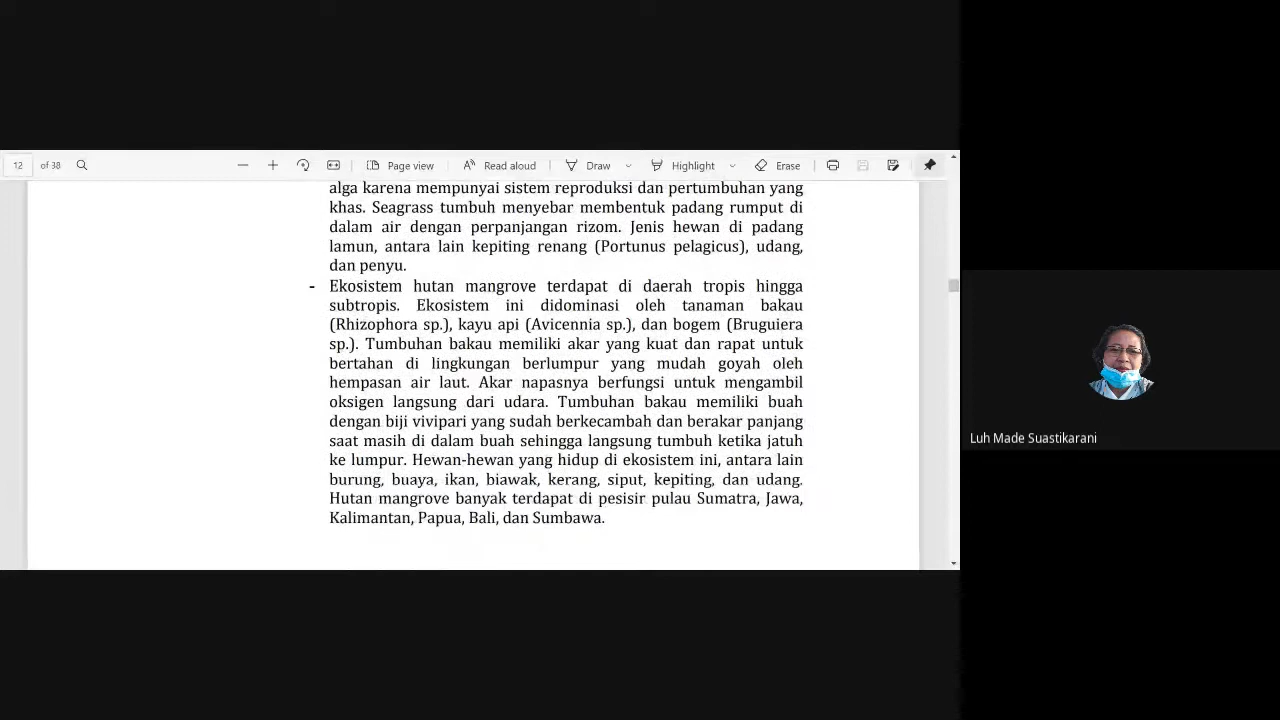 12 of 38 Page view Read aloud Draw Highlight Erase
alga karena mempunyai sistem reproduksi dan pertumbuhan yang
khas. Seagrass tumbuh menyebar membentuk padang rumput di
dalam air dengan perpanjangan rizom. Jenis hewan di padang
lamun, antara lain kepiting renang (Portunus pelagicus), udang,
dan penyu.
- Ekosistem hutan mangrove terdapat di daerah tropis hingga
subtropis. Ekosistem ini didominasi oleh tanaman bakau
(Rhizophora sp.), kayu api (Avicennia sp.), dan bogem (Bruguiera
sp.). Tumbuhan bakau memiliki akar yang kuat dan rapat untuk
bertahan di lingkungan berlumpur yang mudah goyah oleh
hempasan air laut. Akar napasnya berfungsi untuk mengambil
oksigen langsung dari udara. Tumbuhan bakau memiliki buah
dengan biji vivipari yang sudah berkecambah dan berakar panjang
saat masih di dalam buah sehingga langsung tumbuh ketika jatuh
ke lumpur. Hewan-hewan yang hidup di ekosistem ini, antara lain
burung, buaya, ikan, biawak, kerang, siput, kepiting, dan udang.
Hutan mangrove banyak terdapat di pesisir pulau Sumatra, Jawa,
Kalimantan, Papua, Bali, dan Sumbawa.
Luh Made Suastikarani